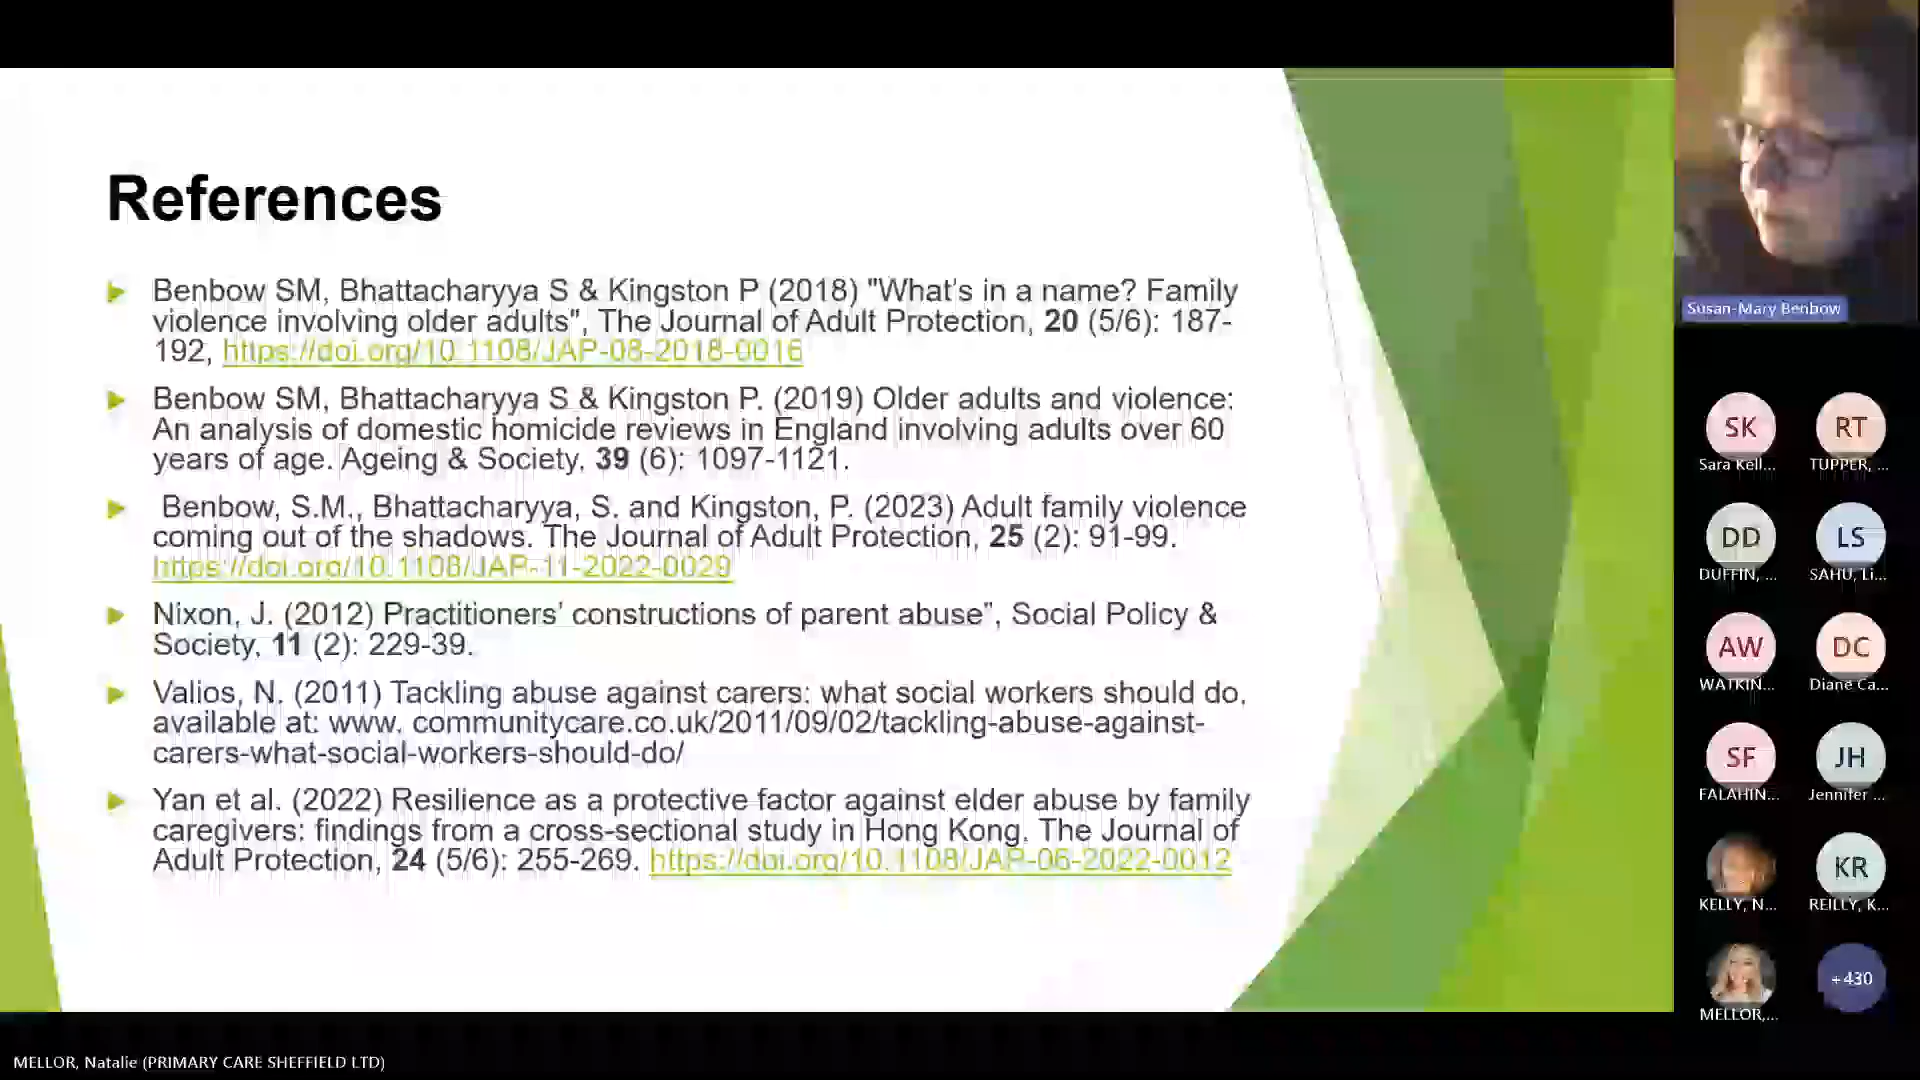 References
Benbow SM, Bhattacharyya S & Kingston P (2018) "What's in a name? Family
violence involving older adults", The Journal of Adult Protection, 20 (5/6): 187-
192, https://doi.org/10.1108/JAP-08-2018-0016
Benbow SM, Bhattacharyya S & Kingston P. (2019) Older adults and violence:
An analysis of domestic homicide reviews in England involving adults over 60
years of age. Ageing & Society, 39 (6): 1097-1121.
Benbow, S.M., Bhattacharyya, S. and Kingston, P. (2023) Adult family violence
coming out of the shadows. The Journal of Adult Protection, 25 (2): 91-99.
https://doi.org/10.1108/JAP-11-2022-0029
Nixon, J. (2012) Practitioners' constructions of parent abuse", Social Policy &
Society, 11 (2): 229-39.
Valios, N. (2011) Tackling abuse against carers: what social workers should do,
available at: www. communitycare.co.uk/2011/09/02/tackling-abuse-against-
carers-what-social-workers-should-do/
Yan et al. (2022) Resilience as a protective factor against elder abuse by family
caregivers: findings from a cross-sectional study in Hong Kong. The Journal of
Adult Protection, 24 (5/6): 255-269. https://doi.org/10.1108/JAP-06-2022-0012
Susan-Mary Benbow
SK RT
Sara Kell... TUPPER, ...
DD LS
DUFFIN, ... SAHU, Li...
AW DC
WATKIN... Diane Ca...
SF JH
FALAHIN... Jennifer ...
KR
KELLY, N... REILLY, K...
+430
MELLOR,...
MELLOR, Natalie (PRIMARY CARE SHEFFIELD LTD)